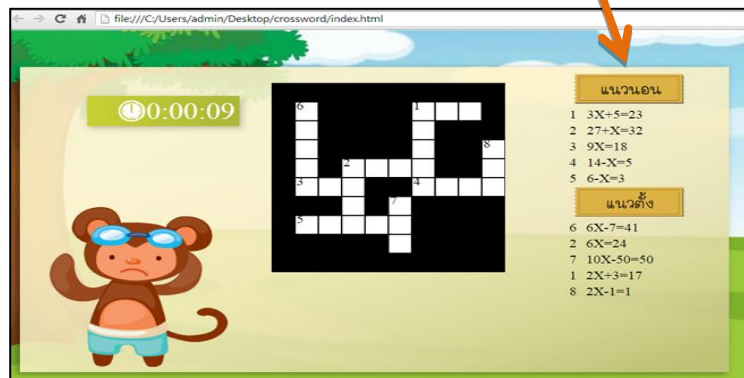 file:///C:/Users/admin/Desktop/crossword/index.html
0:00:09
6 1
8
2
3 4
7
5
แนวนอน
1 3X+5=23
2 27+X=32
3 9X=18
4 14-X=5
5 6-X=3
แนวตั้ง
6 6X-7=41
2 6X=24
7 10X-50=50
1 2X+3=17
8 2X-1=1